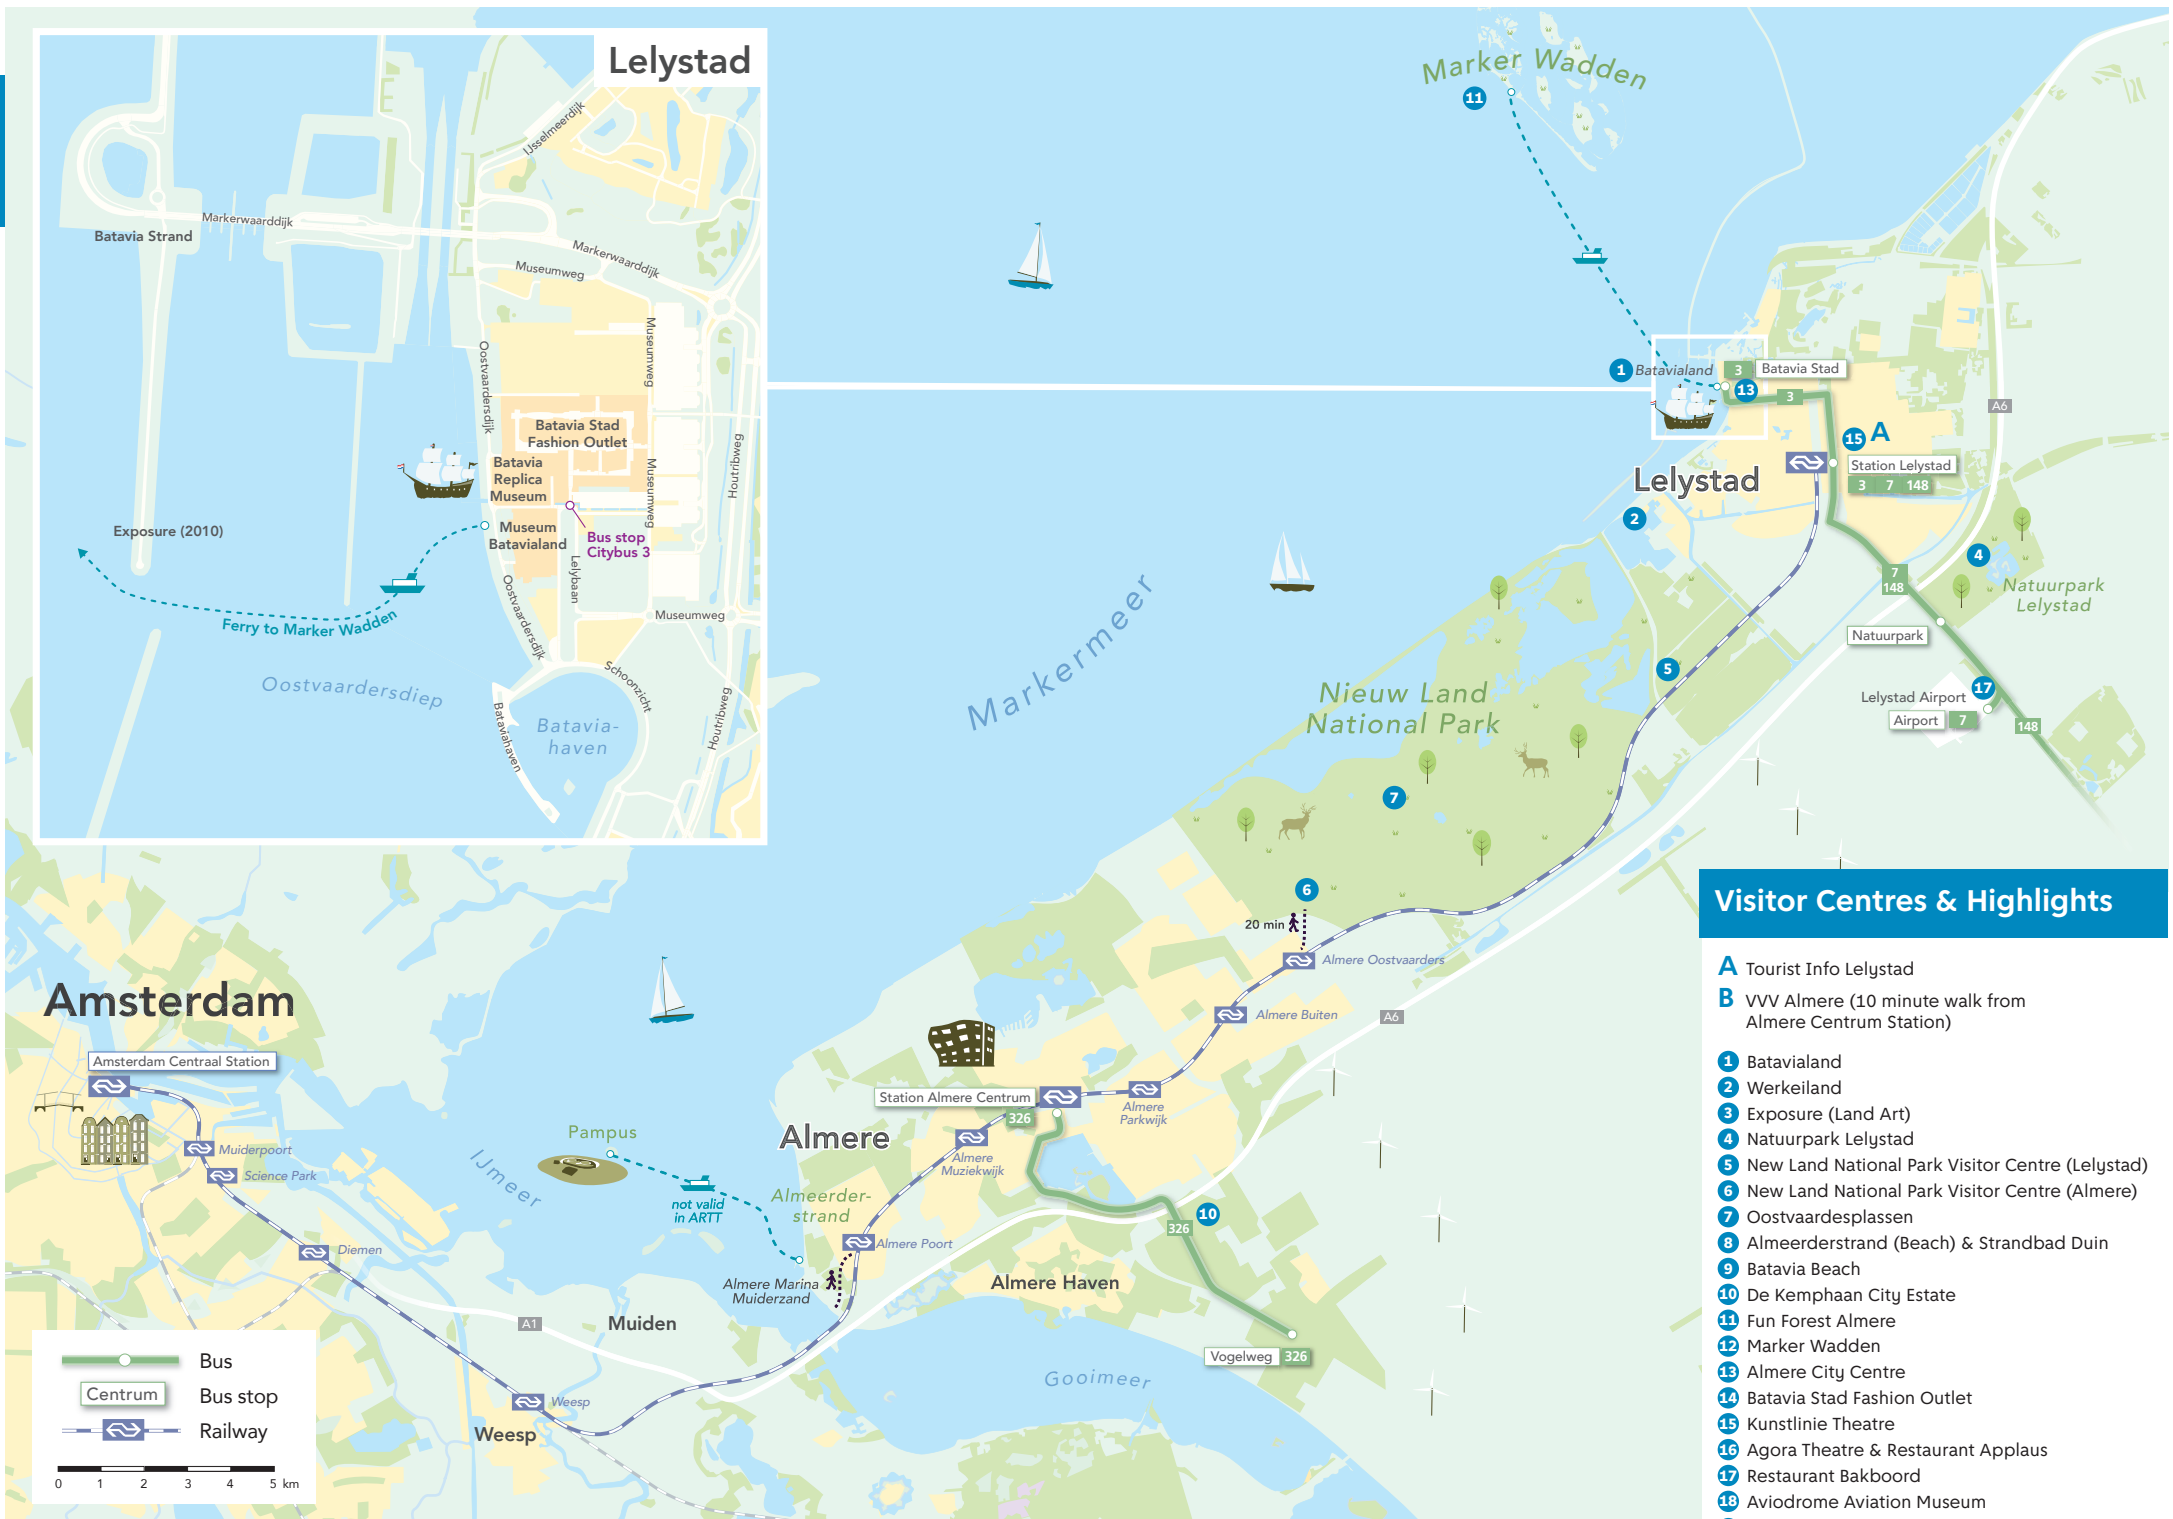 Lelystad
IJsselmeerdijk
Markerwaarddijk
Batavia Strand
Markerwaarddijk
Museumweg
Oostvaardersdijk
Museumweg
Batavia Stad
Fashion Outlet
Houtribweg
Batavia
Replica
Museum
Museumweg
Exposure (2010)
Museum
Batavialand
Bus stop
Citybus 3
Lelybaan
Oostvaardersdijk
Ferry to Marker Wadden
Museumweg
Schoonzicht
Oostvaardersdiep
Bataviahaven
Batavia-
haven
Houtribweg
Marker Wadden
11
1
Batavialand
3
Batavia Stad
13
3
A6
15
A
Station Lelystad
3 7 148
Lelystad
2
4
7
148
Natuurpark
Lelystad
Natuurpark
Markermeer
5
17
Lelystad Airport
Airport
7
148
Nieuw Land
National Park
7
6
20 min
Almere Oostvaarders
Almere Buiten
A6
Amsterdam
Amsterdam Centraal Station
Muiderpoort
Science Park
Diemen
IJmeer
Pampus
not valid
in ARTT
Almere
Station Almere Centrum
326
Almere
Parkwijk
Almere
Muziekwijk
Almeerder-
strand
Almere Poort
Almere Marina
Muiderzand
10
326
Almere Haven
Muiden
A1
Vogelweg
326
Gooimeer
Weesp
Weesp
Bus
Centrum
Bus stop
Railway
0 1 2 3 4 5 km
Visitor Centres & Highlights
A Tourist Info Lelystad
B VVV Almere (10 minute walk from
Almere Centrum Station)
1 Batavialand
2 Werkeiland
3 Exposure (Land Art)
4 Natuurpark Lelystad
5 New Land National Park Visitor Centre (Lelystad)
6 New Land National Park Visitor Centre (Almere)
7 Oostvaardesplassen
8 Almeerderstrand (Beach) & Strandbad Duin
9 Batavia Beach
10 De Kemphaan City Estate
11 Fun Forest Almere
12 Marker Wadden
13 Almere City Centre
14 Batavia Stad Fashion Outlet
15 Kunstlinie Theatre
16 Agora Theatre & Restaurant Applaus
17 Restaurant Bakboord
18 Aviodrome Aviation Museum